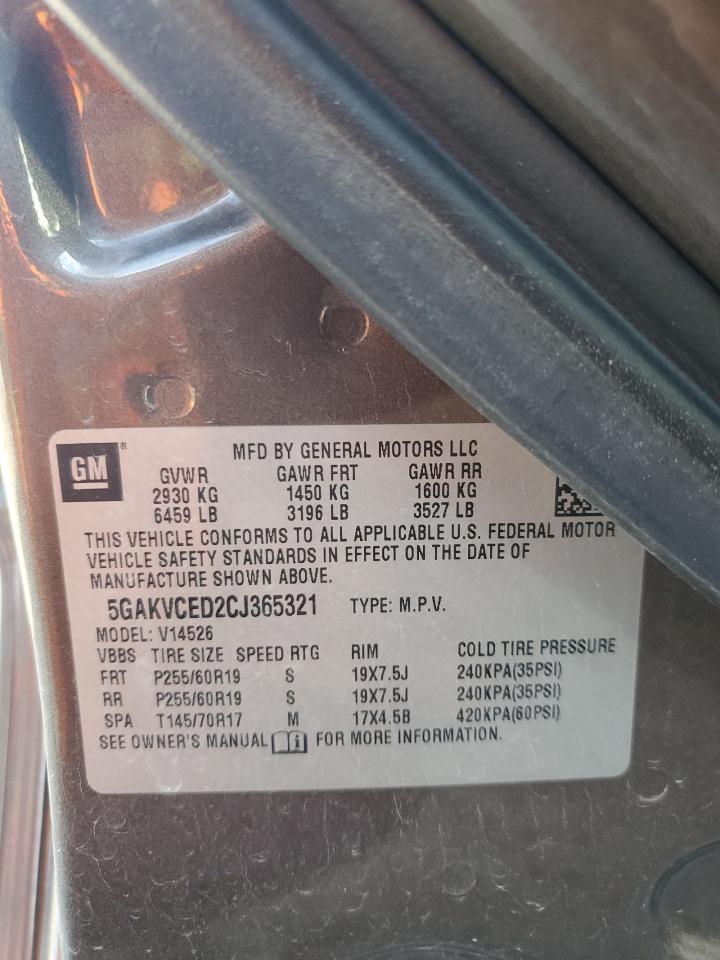 GM® MFD BY GENERAL MOTORS LLC
GVWR GAWR FRT GAWR RR
2930 KG 1450 KG 1600 KG
6459 LB 3196 LB 3527 LB
THIS VEHICLE CONFORMS TO ALL APPLICABLE U.S. FEDERAL MOTOR
VEHICLE SAFETY STANDARDS IN EFFECT ON THE DATE OF
MANUFACTURE SHOWN ABOVE.
5GAKVCED2CJ365321 TYPE: M.P.V.
MODEL: V14526
VBBS TIRE SIZE SPEED RTG RIM COLD TIRE PRESSURE
FRT P255/60R19 S 19X7.5J 240KPA(35PSI)
RR P255/60R19 S 19X7.5J 240KPA(35PSI)
SPA T145/70R17 M 17X4.5B 420KPA(60PSI)
SEE OWNER'S MANUAL i FOR MORE INFORMATION.